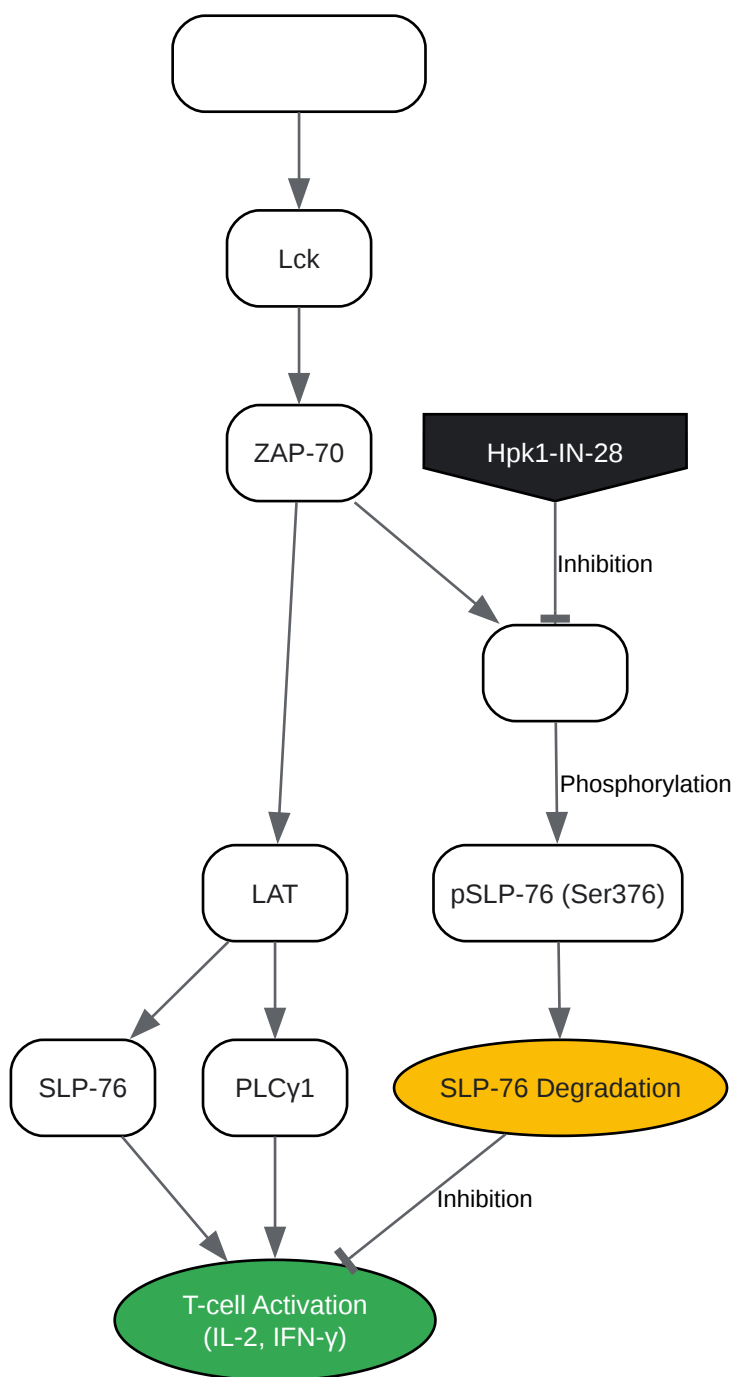 Lck
ZAP-70
Hpk1-IN-28
Inhibition
Phosphorylation
LAT
pSLP-76 (Ser376)
SLP-76
PLCγ1
SLP-76 Degradation
Inhibition
T-cell Activation
(IL-2, IFN-γ)